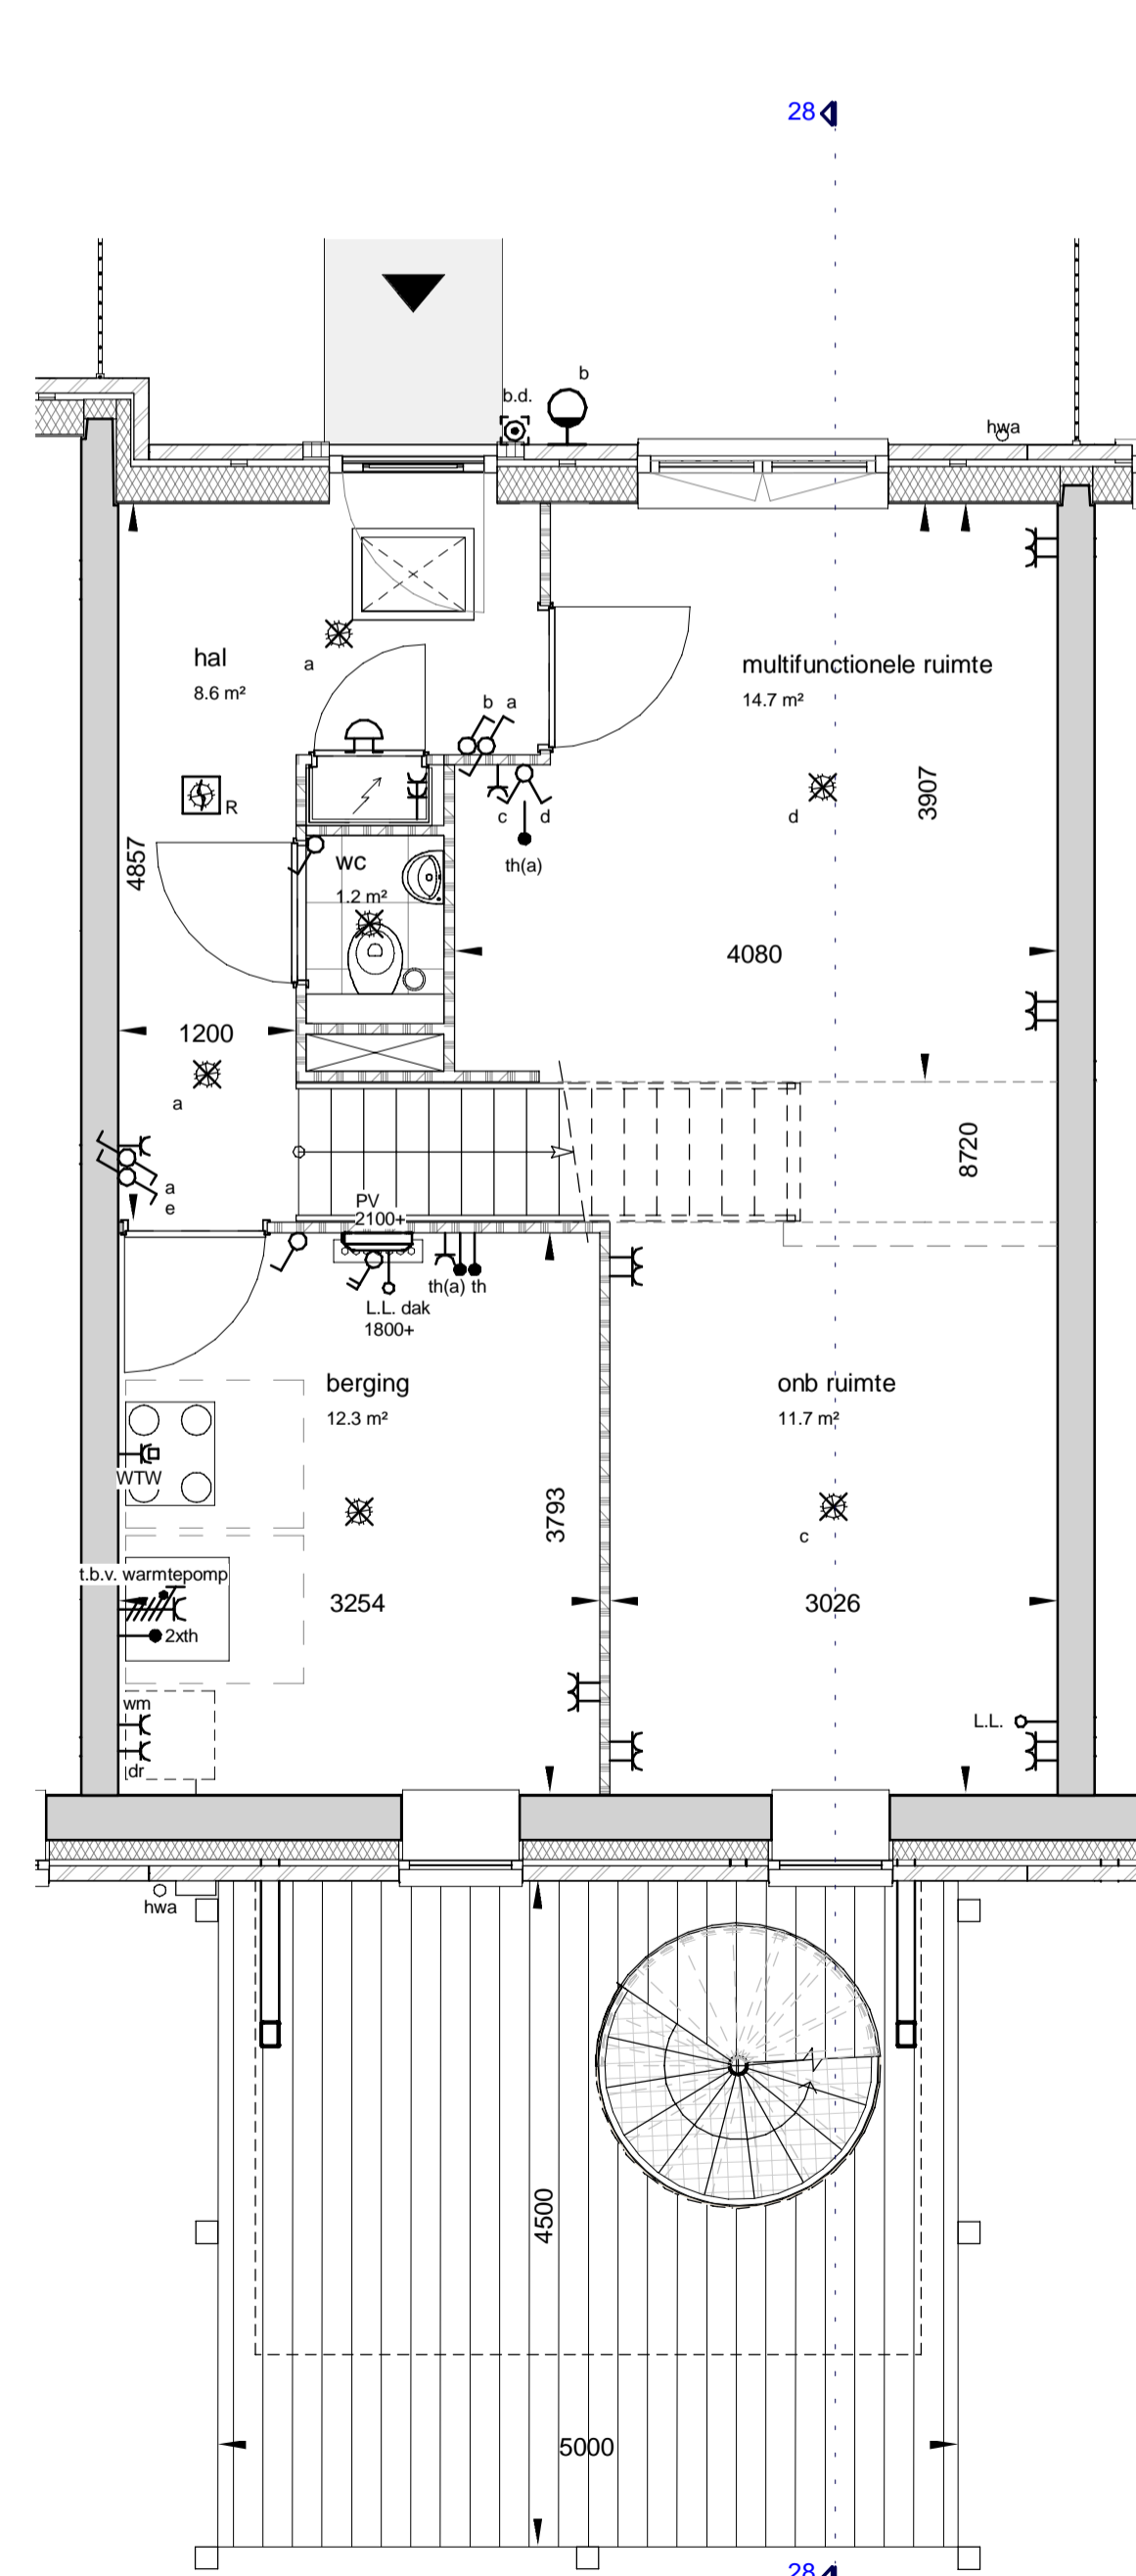 28
b
b.d.
hwa
hal
8.6 m²
a
multifunctionele ruimte
14.7 m²
b a
R
c d
th(a)
d
3907
4857
wc
1.2 m²
4080
1200
a
8720
a
e
PV
2100+
th(a) th
L.L. dak
1800+
berging
12.3 m²
onb ruimte
11.7 m²
WTW
3793
c
t.b.v. warmtepomp
3254
3026
2xth
wm
dr
L.L.
hwa
4500
5000
28